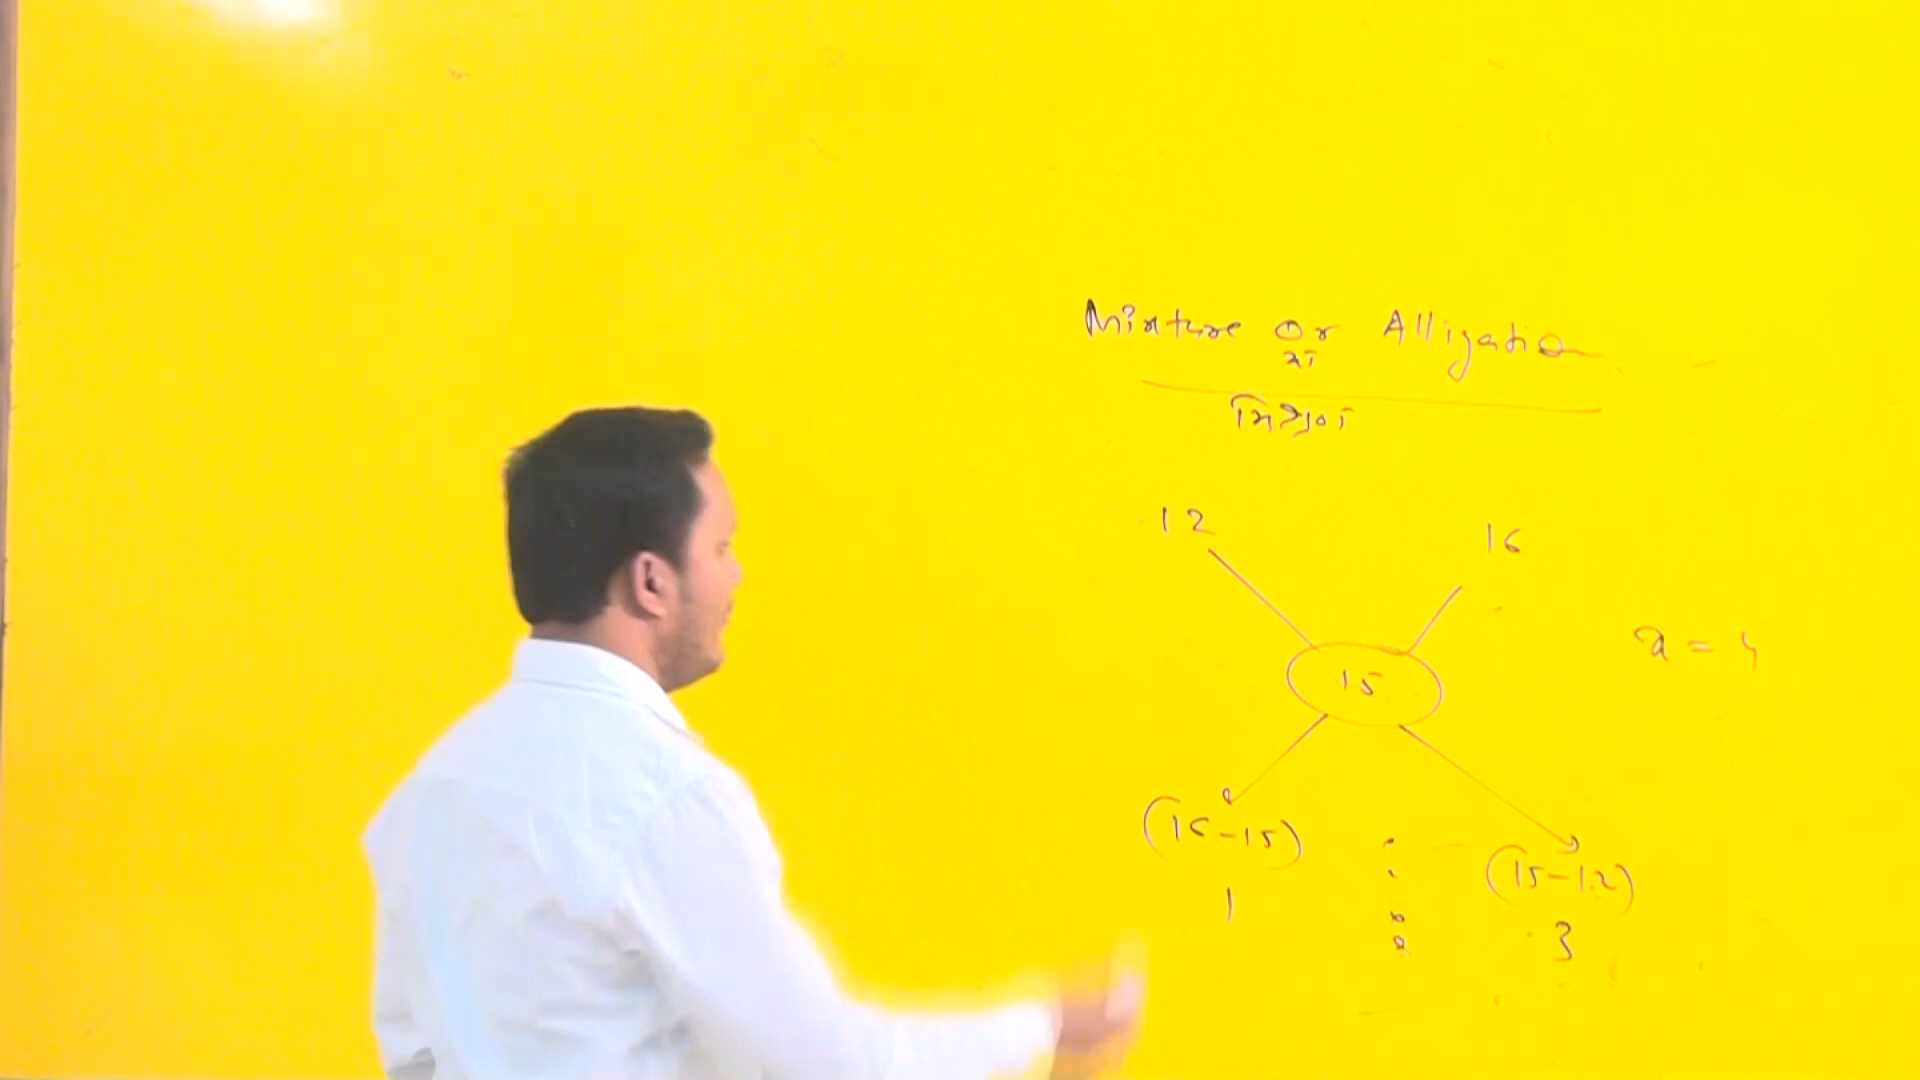 Mixture Or Alligation
या
मिश्रण
12 16
15
a = 4
(16-15) : (15-12)
1 : 3